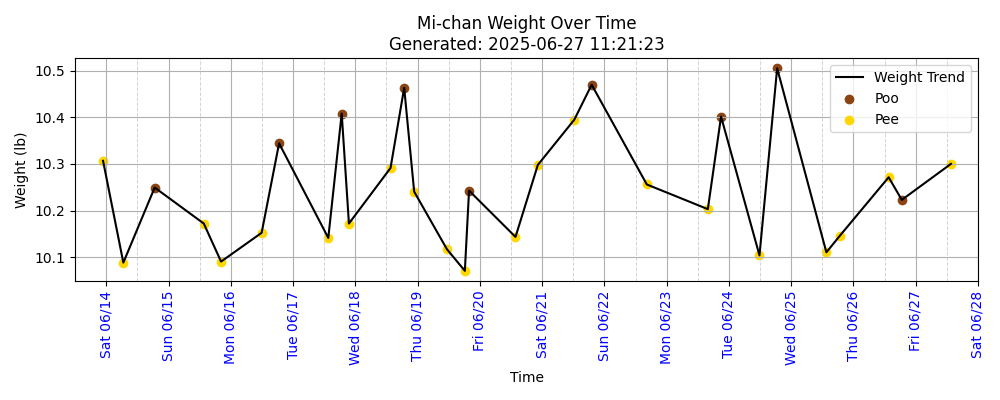 Mi-chan Weight Over Time
Generated: 2025-06-27 11:21:23
Weight (lb)
10.5
10.4
10.3
10.2
10.1
Weight Trend
Poo
Pee
Sat 06/14
Sun 06/15
Mon 06/16
Tue 06/17
Wed 06/18
Thu 06/19
Fri 06/20
Sat 06/21
Sun 06/22
Mon 06/23
Tue 06/24
Wed 06/25
Thu 06/26
Fri 06/27
Sat 06/28
Time